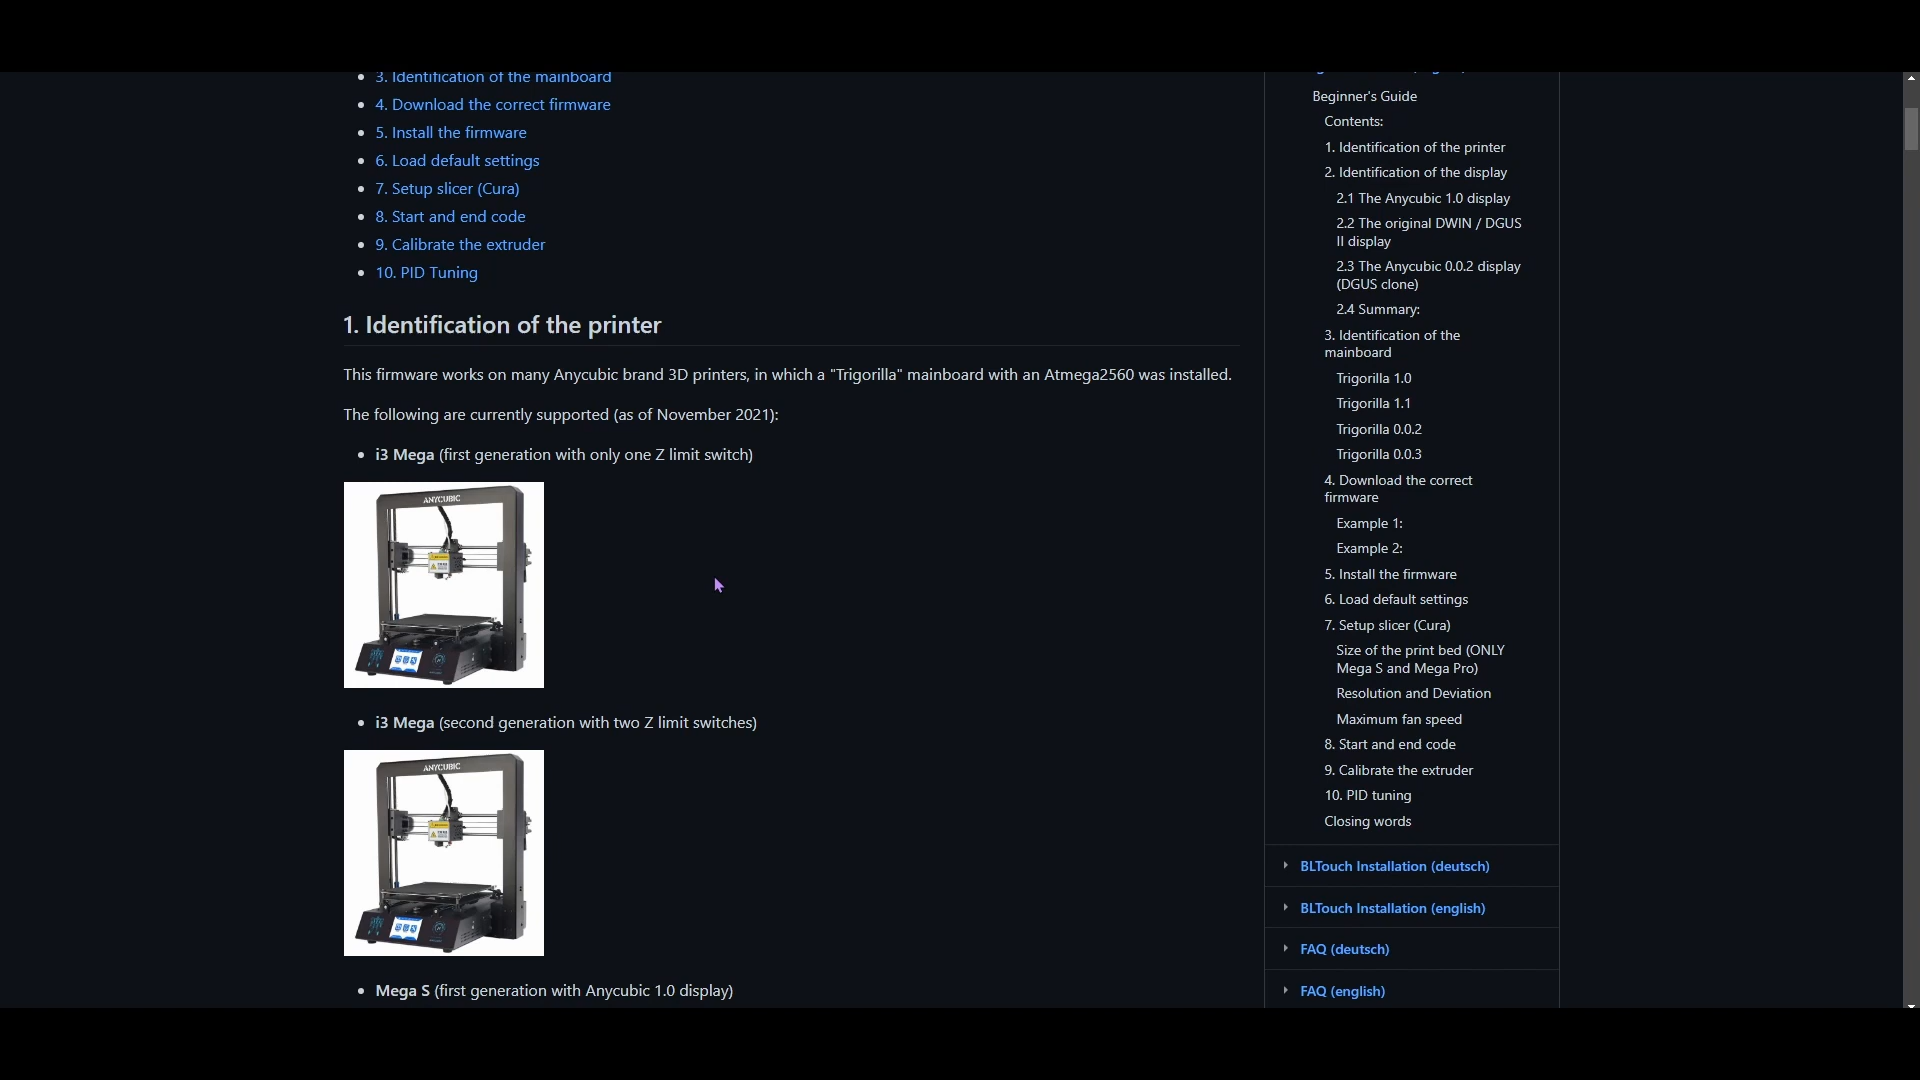 3. Identification of the mainboard
4. Download the correct firmware
5. Install the firmware
6. Load default settings
7. Setup slicer (Cura)
8. Start and end code
9. Calibrate the extruder
10. PID Tuning
1. Identification of the printer
This firmware works on many Anycubic brand 3D printers, in which a "Trigorilla" mainboard with an Atmega2560 was installed.
The following are currently supported (as of November 2021):
i3 Mega (first generation with only one Z limit switch)
ANYCUBIC
i3 Mega (second generation with two Z limit switches)
ANYCUBIC
Mega S (first generation with Anycubic 1.0 display)
Beginner's Guide
Contents:
1. Identification of the printer
2. Identification of the display
2.1 The Anycubic 1.0 display
2.2 The original DWIN / DGUS
II display
2.3 The Anycubic 0.0.2 display
(DGUS clone)
2.4 Summary:
3. Identification of the
mainboard
Trigorilla 1.0
Trigorilla 1.1
Trigorilla 0.0.2
Trigorilla 0.0.3
4. Download the correct
firmware
Example 1:
Example 2:
5. Install the firmware
6. Load default settings
7. Setup slicer (Cura)
Size of the print bed (ONLY
Mega S and Mega Pro)
Resolution and Deviation
Maximum fan speed
8. Start and end code
9. Calibrate the extruder
10. PID tuning
Closing words
BLTouch Installation (deutsch)
BLTouch Installation (english)
FAQ (deutsch)
FAQ (english)